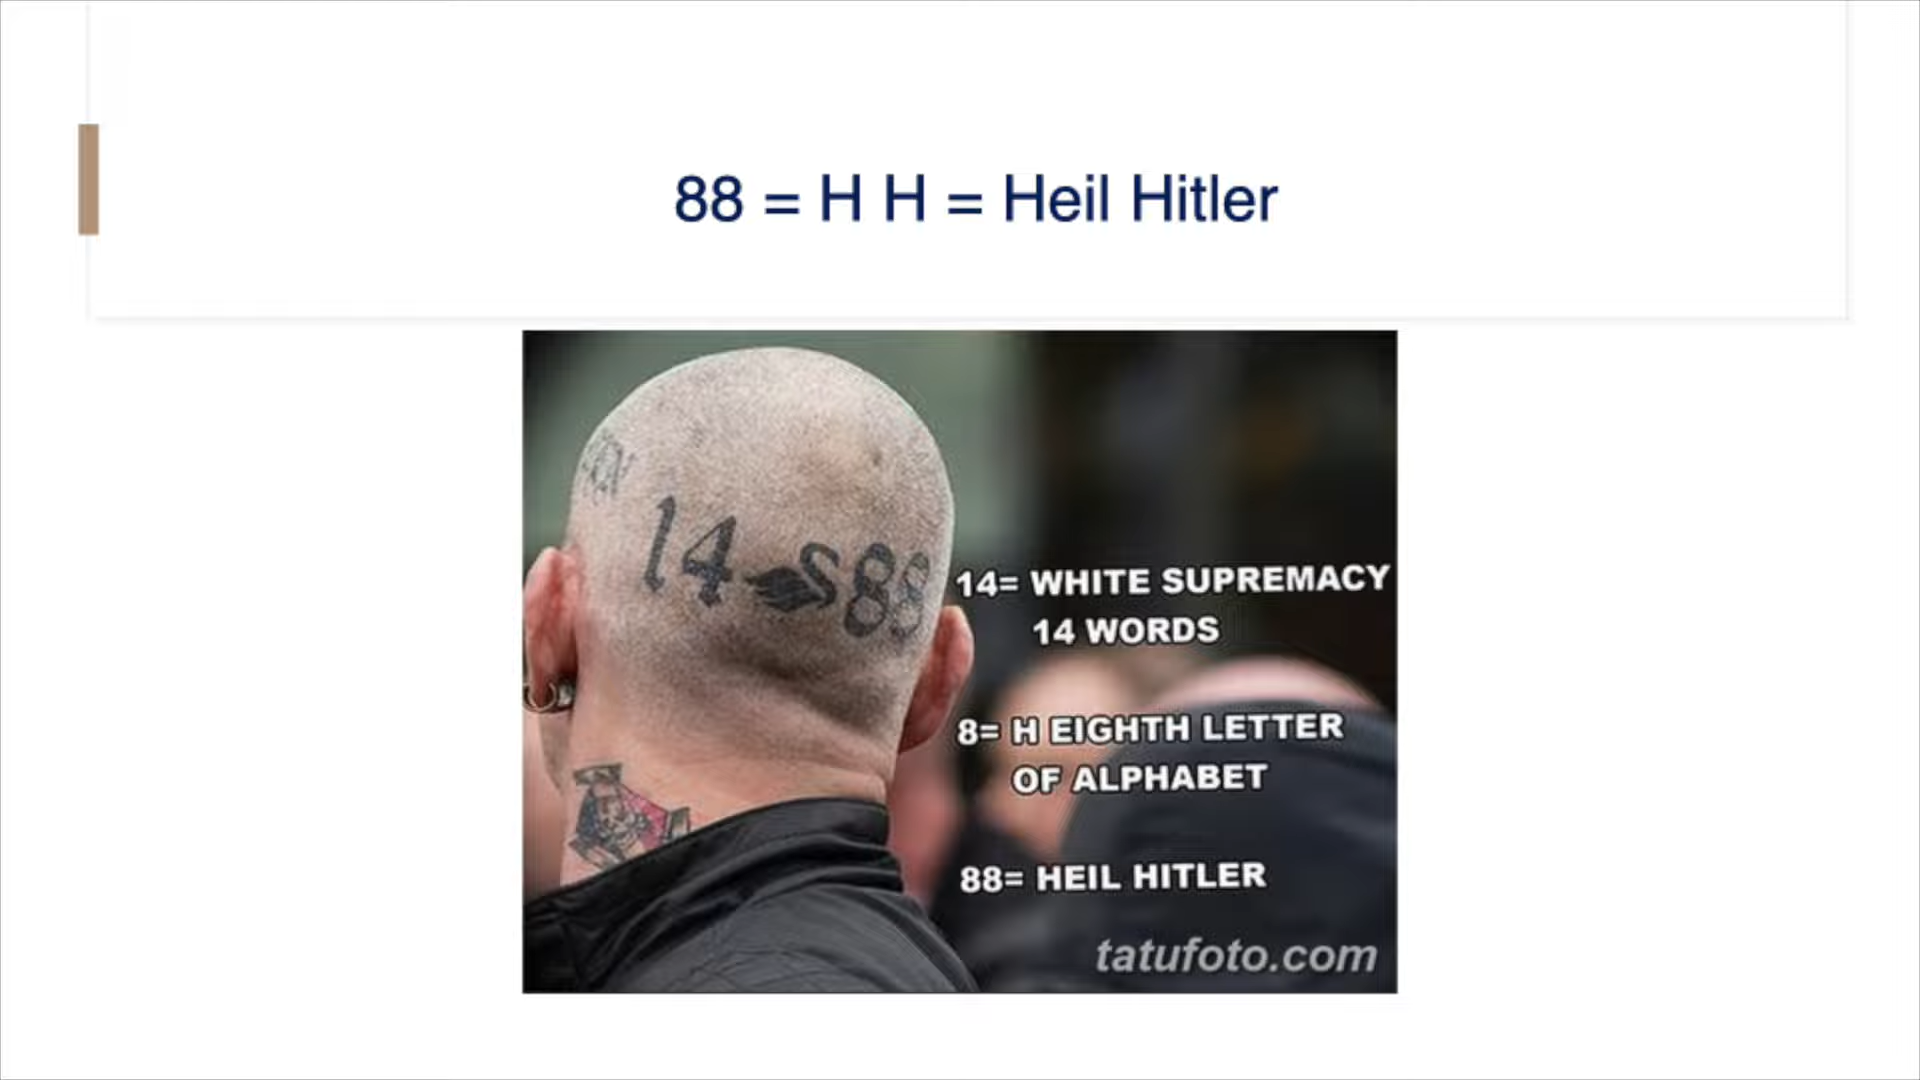 88 = H H = Heil Hitler
14 88
14= WHITE SUPREMACY
14 WORDS
8= H EIGHTH LETTER
OF ALPHABET
88= HEIL HITLER
tatufoto.com